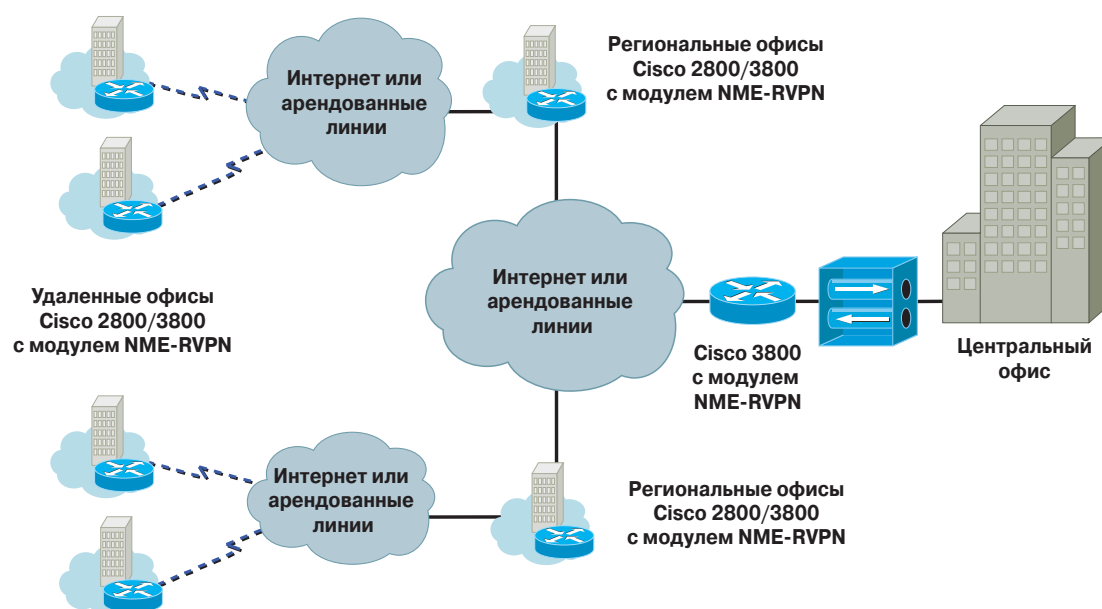 Интернет или
арендованные
линии
Региональные офисы
Cisco 2800/3800
с модулем NME-RVPN
Удаленные офисы
Cisco 2800/3800
с модулем NME-RVPN
Интернет или
арендованные
линии
Cisco 3800
с модулем
NME-RVPN
Центральный
офис
Интернет или
арендованные
линии
Региональные офисы
Cisco 2800/3800
с модулем NME-RVPN